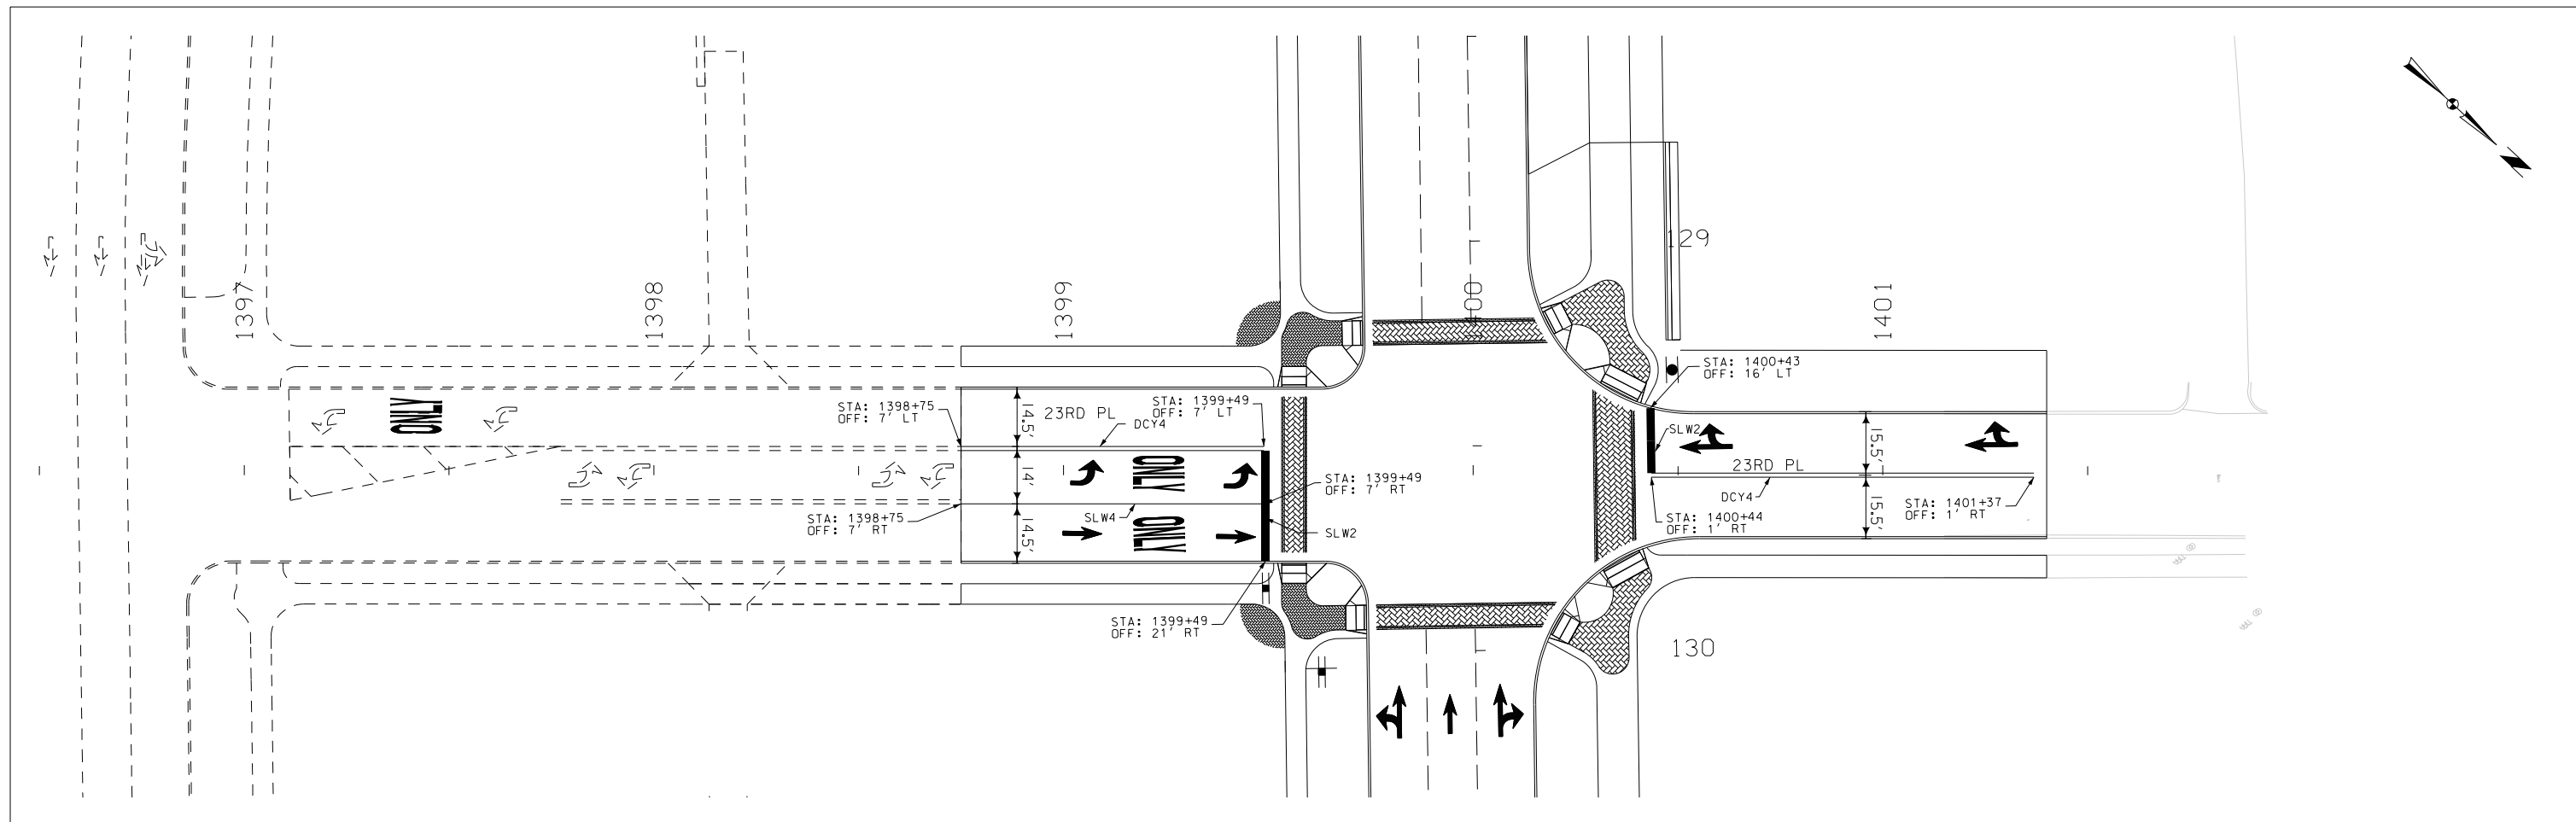 129
1397
1398
1399
1400
1401
STA: 1400+43
OFF: 16' LT
ONLY
STA: 1398+75
OFF: 7' LT
14.5'
23RD PL
STA: 1399+49
OFF: 7' LT
DCY4
SLW2
15.5'
14'
ONLY
23RD PL
STA: 1399+49
OFF: 7' RT
DCY4
STA: 1401+37
OFF: 1' RT
STA: 1398+75
OFF: 7' RT
SLW4
14.5'
ONLY
SLW2
STA: 1400+44
OFF: 1' RT
15.5'
STA: 1399+49
OFF: 21' RT
130